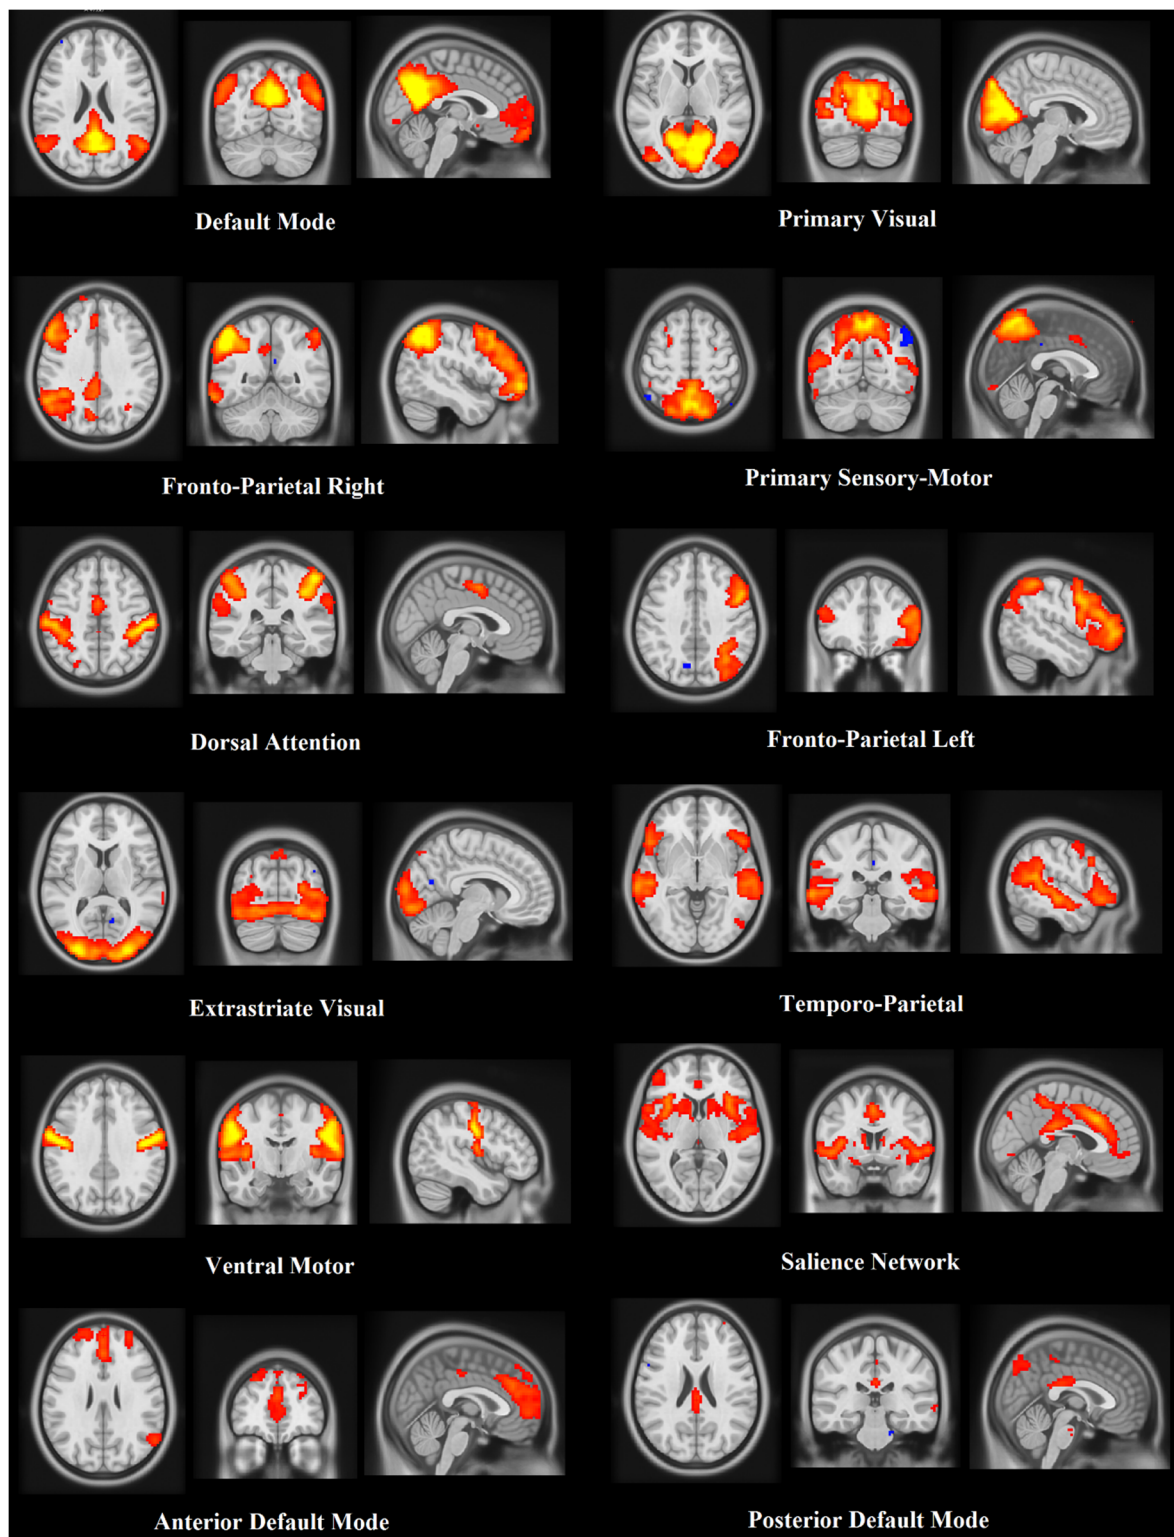 Default Mode
Primary Visual
Fronto-Parietal Right
Primary Sensory-Motor
Dorsal Attention
Fronto-Parietal Left
Extrastriate Visual
Temporo-Parietal
Ventral Motor
Salience Network
Anterior Default Mode
Posterior Default Mode